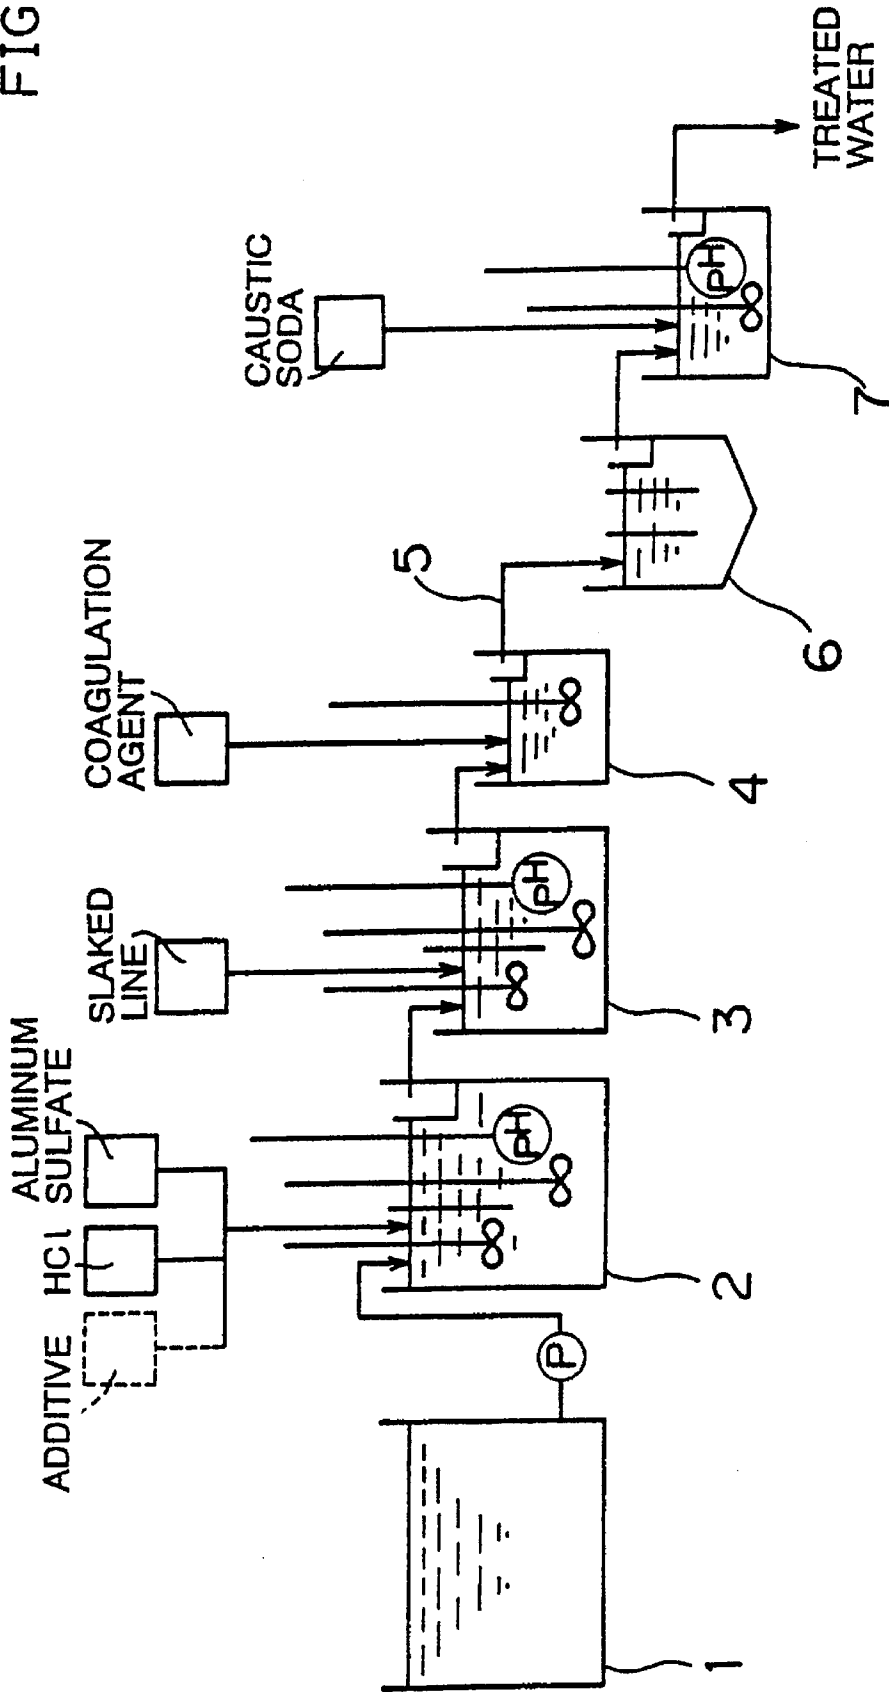 FIG
ADDITIVE
HCl
ALUMINUM
SULFATE
SLAKED
LINE
COAGULATION
AGENT
CAUSTIC
SODA
P
PH
PH
PH
TREATED
WATER
1
2
3
4
5
6
7